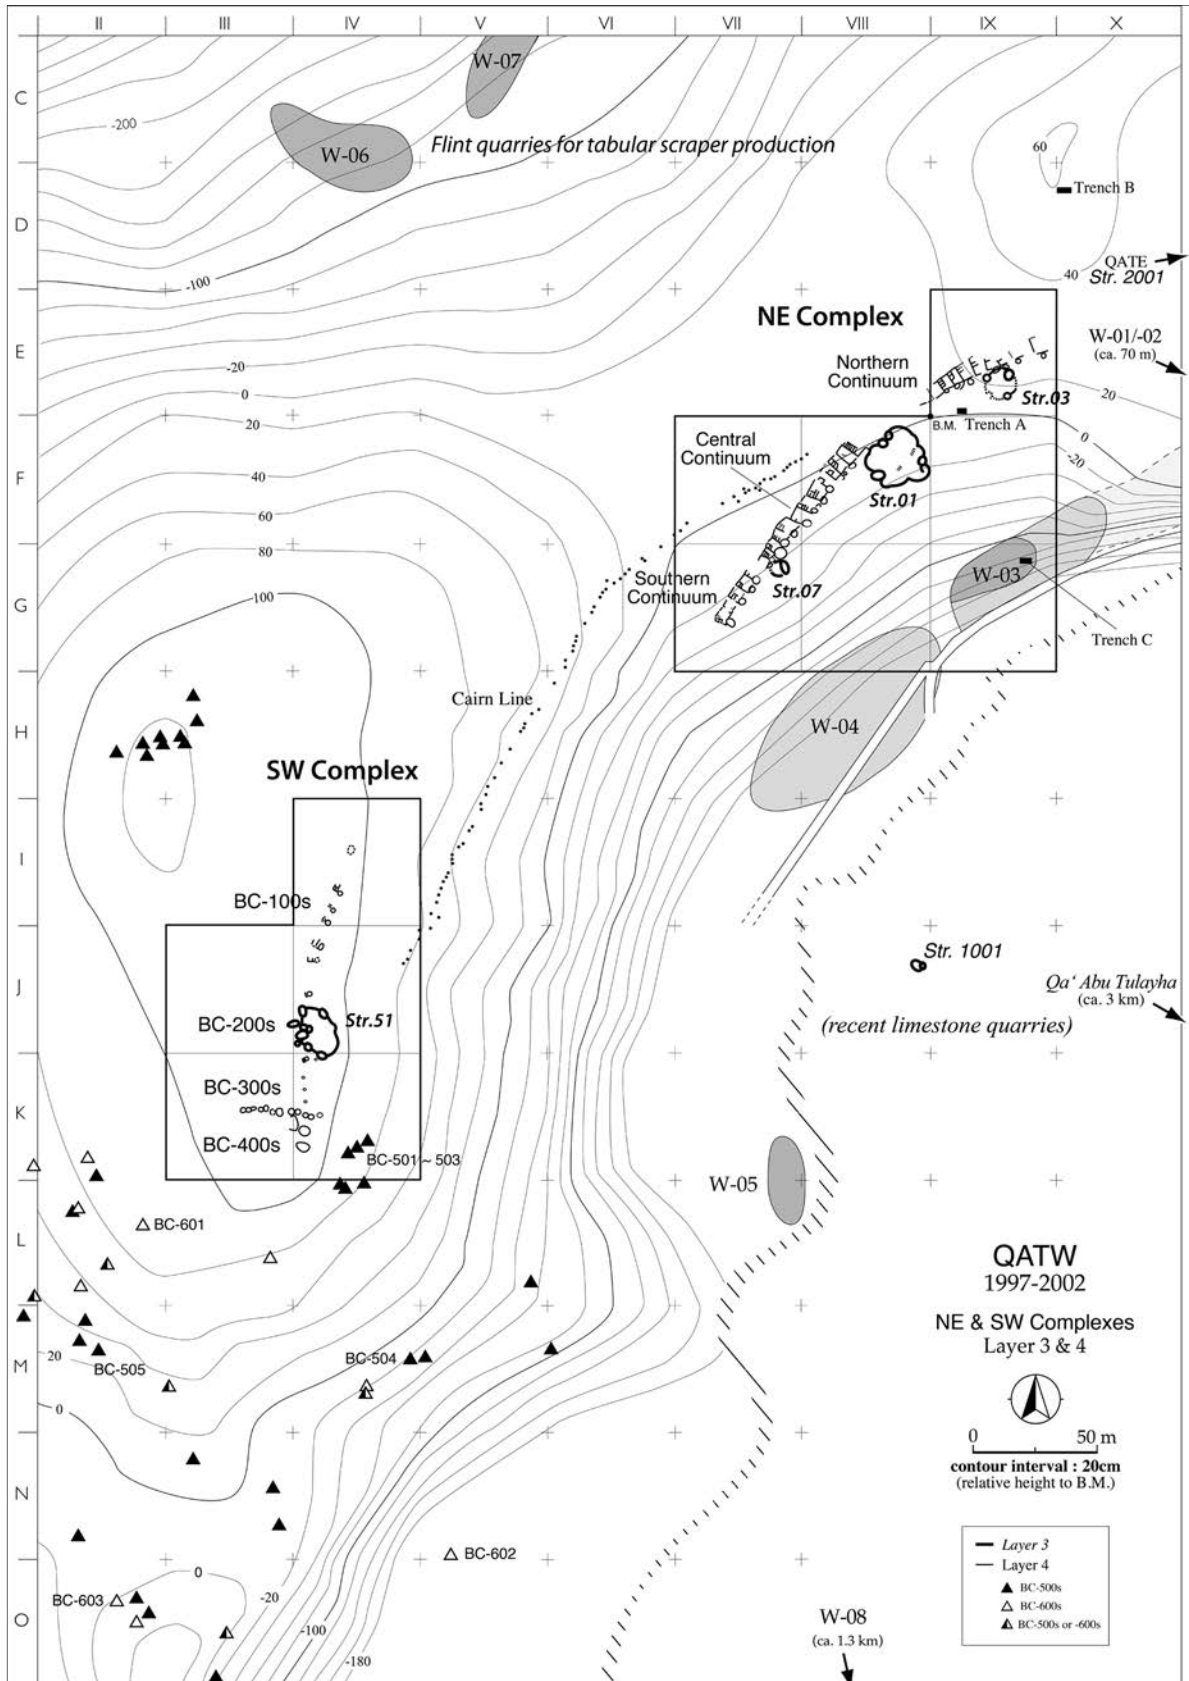 II III IV V VI VII VIII IX X
C
D
E
F
G
H
I
J
K
L
M
N
O
W-07
W-06
Flint quarries for tabular scraper production
-200
-100
-20
0
20
40
60
80
100
60
Trench B
40
QATE
Str. 2001
NE Complex
W-01/-02
(ca. 70 m)
Northern
Continuum
Str.03
20
B.M.
Trench A
0
-20
Central
Continuum
Str.01
Southern
Continuum
Str.07
W-03
Trench C
Cairn Line
W-04
SW Complex
BC-100s
Str. 1001
Qa' Abu Tulayha
(ca. 3 km)
BC-200s
Str.51
(recent limestone quarries)
BC-300s
BC-400s
BC-501 ~ 503
W-05
BC-601
20
BC-505
BC-504
0
BC-602
0
BC-603
-20
-100
-180
W-08
(ca. 1.3 km)
QATW
1997-2002
NE & SW Complexes
Layer 3 & 4
0 50 m
contour interval : 20cm
(relative height to B.M.)
Layer 3
Layer 4
BC-500s
BC-600s
BC-500s or -600s